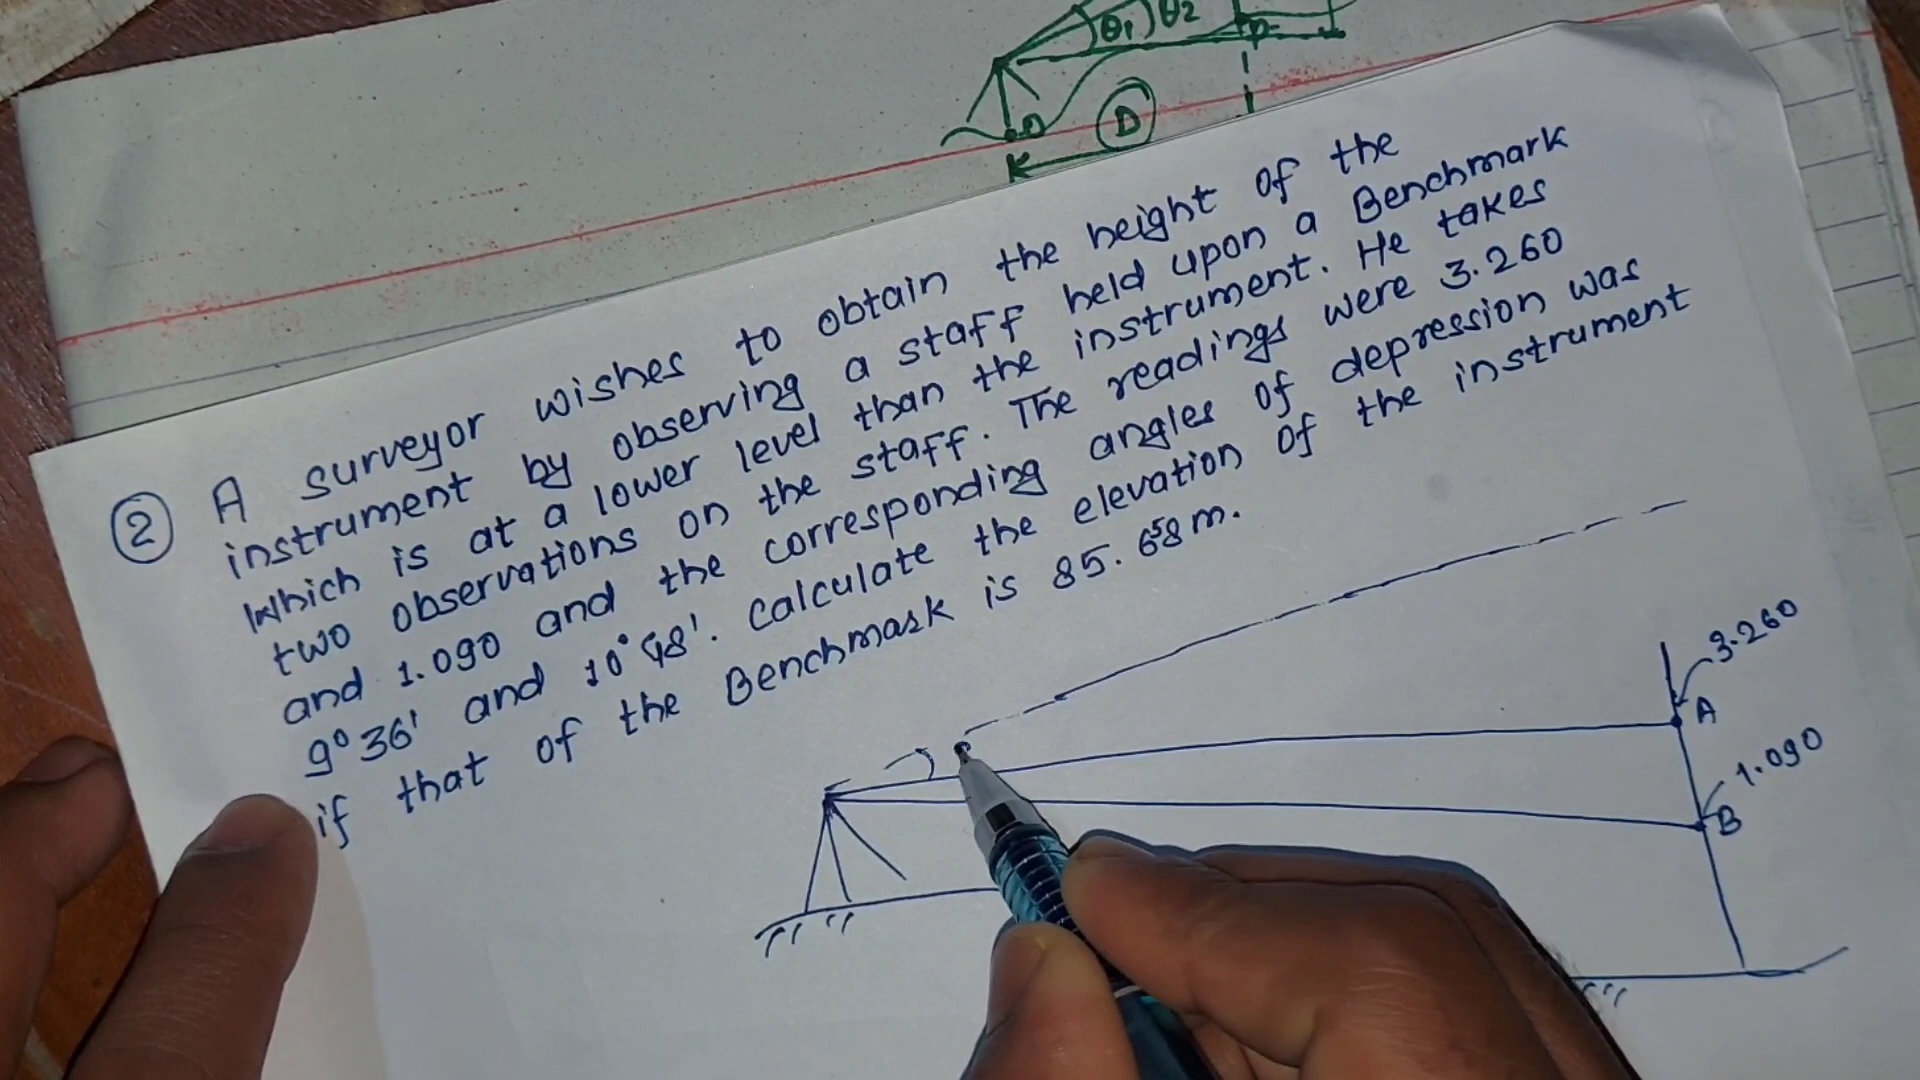 θ₁ θ₂
P
O D
② A surveyor wishes to obtain the height of the
instrument by observing a staff held upon a Benchmark
Which is at a lower level than the instrument. He takes
two observations on the staff. The readings were 3.260
and 1.090 and the corresponding angles of depression was
9° 36' and 10° 48'. calculate the elevation of the instrument
if that of the Benchmark is 85.658 m.
3.260
A
1.090
B